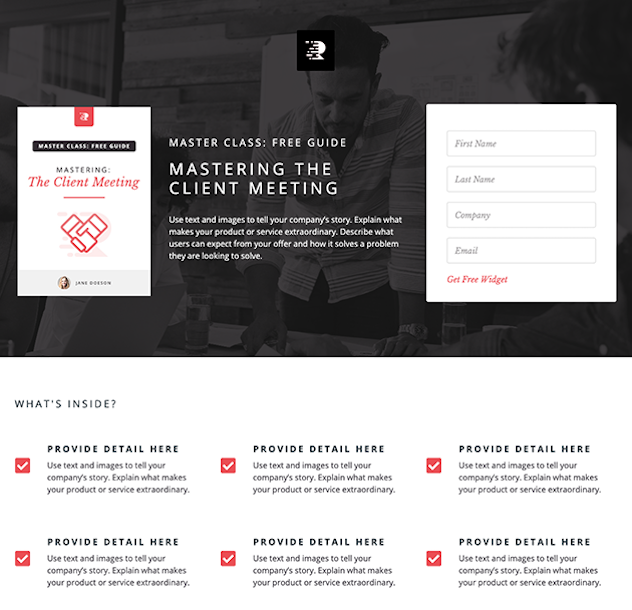 MASTER CLASS: FREE GUIDE
MASTERING:
The Client Meeting
JANE DOESON
MASTER CLASS: FREE GUIDE
MASTERING THE
CLIENT MEETING
Use text and images to tell your company's story. Explain what
makes your product or service extraordinary. Describe what
users can expect from your offer and how it solves a problem
they are looking to solve.
First Name
Last Name
Company
Email
Get Free Widget
WHAT'S INSIDE?
PROVIDE DETAIL HERE
Use text and images to tell your
company's story. Explain what makes
your product or service extraordinary.
PROVIDE DETAIL HERE
Use text and images to tell your
company's story. Explain what makes
your product or service extraordinary.
PROVIDE DETAIL HERE
Use text and images to tell your
company's story. Explain what makes
your product or service extraordinary.
PROVIDE DETAIL HERE
Use text and images to tell your
company's story. Explain what makes
your product or service extraordinary.
PROVIDE DETAIL HERE
Use text and images to tell your
company's story. Explain what makes
your product or service extraordinary.
PROVIDE DETAIL HERE
Use text and images to tell your
company's story. Explain what makes
your product or service extraordinary.